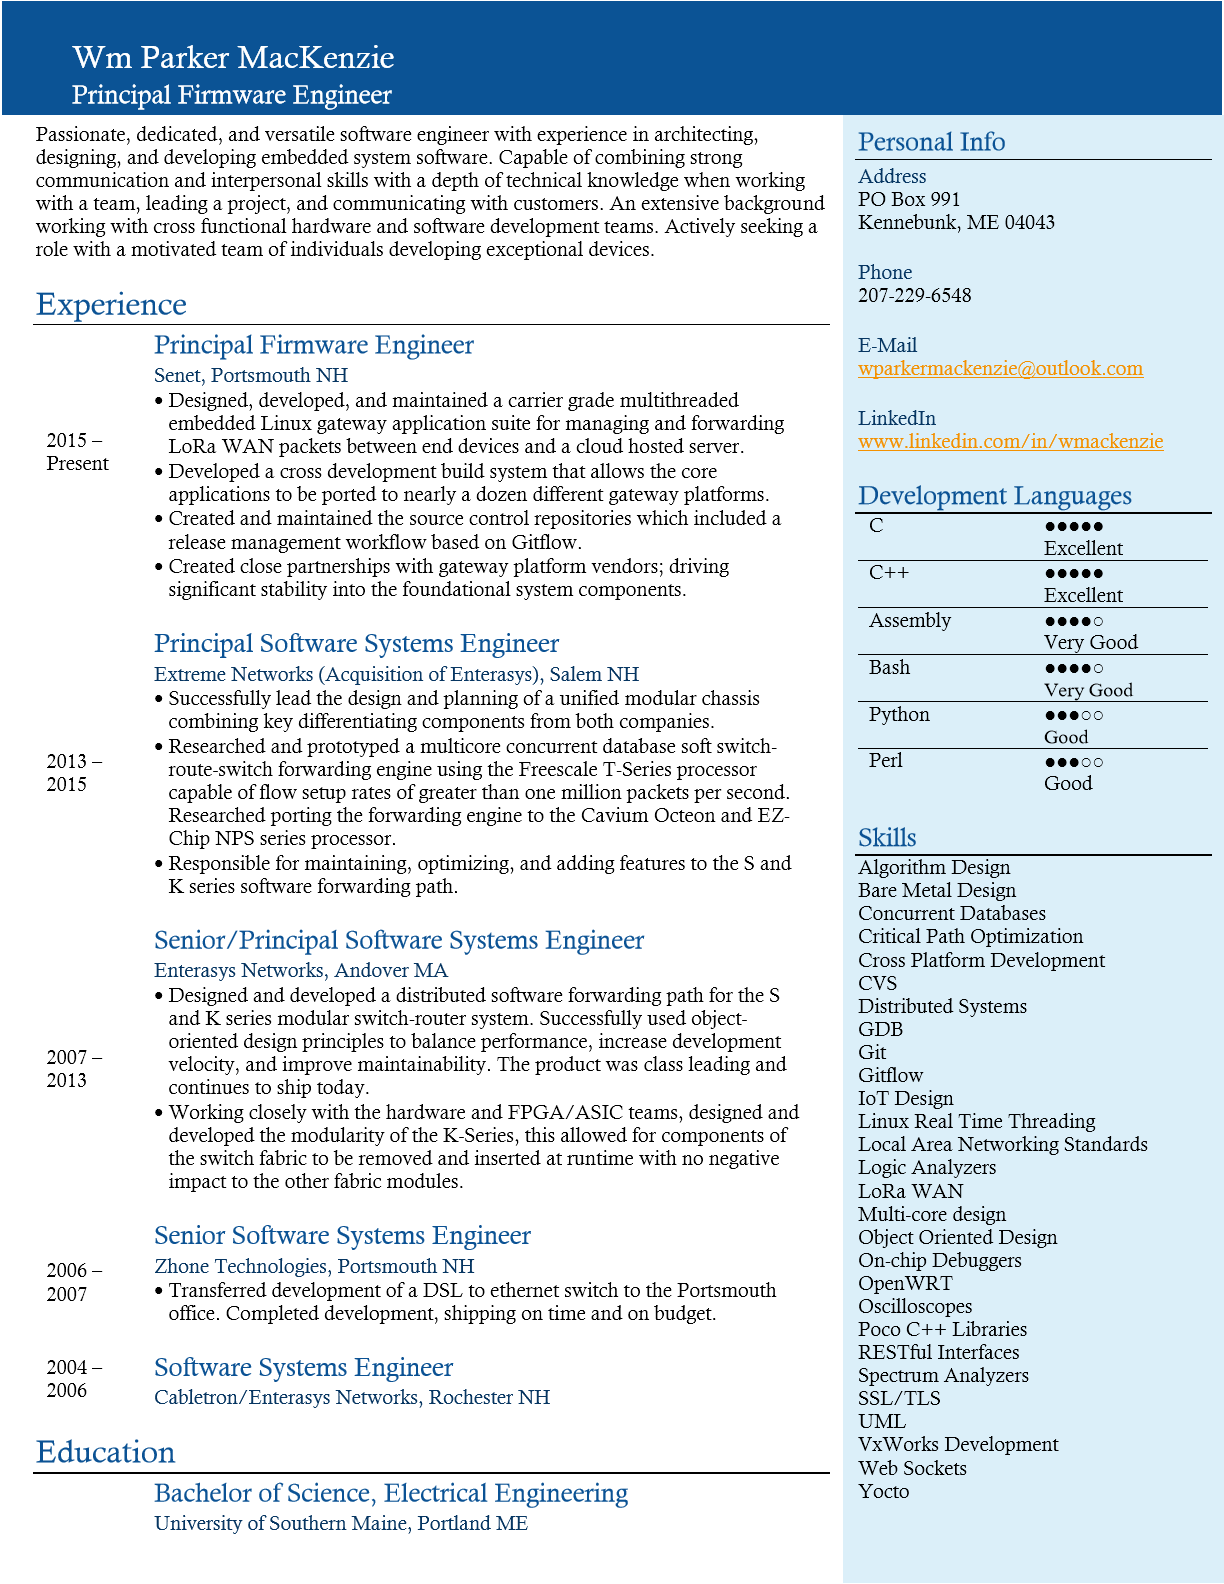 Wm Parker MacKenzie
Principal Firmware Engineer
Passionate, dedicated, and versatile software engineer with experience in architecting,
designing, and developing embedded system software. Capable of combining strong
communication and interpersonal skills with a depth of technical knowledge when working
with a team, leading a project, and communicating with customers. An extensive background
working with cross functional hardware and software development teams. Actively seeking a
role with a motivated team of individuals developing exceptional devices.
Experience
2015 –
Present
Principal Firmware Engineer
Senet, Portsmouth NH
• Designed, developed, and maintained a carrier grade multithreaded
embedded Linux gateway application suite for managing and forwarding
LoRa WAN packets between end devices and a cloud hosted server.
• Developed a cross development build system that allows the core
applications to be ported to nearly a dozen different gateway platforms.
• Created and maintained the source control repositories which included a
release management workflow based on Gitflow.
• Created close partnerships with gateway platform vendors; driving
significant stability into the foundational system components.
2013 –
2015
Principal Software Systems Engineer
Extreme Networks (Acquisition of Enterasys), Salem NH
• Successfully lead the design and planning of a unified modular chassis
combining key differentiating components from both companies.
• Researched and prototyped a multicore concurrent database soft switch-
route-switch forwarding engine using the Freescale T-Series processor
capable of flow setup rates of greater than one million packets per second.
Researched porting the forwarding engine to the Cavium Octeon and EZ-
Chip NPS series processor.
• Responsible for maintaining, optimizing, and adding features to the S and
K series software forwarding path.
2007 –
2013
Senior/Principal Software Systems Engineer
Enterasys Networks, Andover MA
• Designed and developed a distributed software forwarding path for the S
and K series modular switch-router system. Successfully used object-
oriented design principles to balance performance, increase development
velocity, and improve maintainability. The product was class leading and
continues to ship today.
• Working closely with the hardware and FPGA/ASIC teams, designed and
developed the modularity of the K-Series, this allowed for components of
the switch fabric to be removed and inserted at runtime with no negative
impact to the other fabric modules.
2006 –
2007
Senior Software Systems Engineer
Zhone Technologies, Portsmouth NH
• Transferred development of a DSL to ethernet switch to the Portsmouth
office. Completed development, shipping on time and on budget.
2004 –
2006
Software Systems Engineer
Cabletron/Enterasys Networks, Rochester NH
Education
Bachelor of Science, Electrical Engineering
University of Southern Maine, Portland ME
Personal Info
Address
PO Box 991
Kennebunk, ME 04043
Phone
207-229-6548
E-Mail
wparkermackenzie@outlook.com
LinkedIn
www.linkedin.com/in/wmackenzie
Development Languages
C ●●●●●
Excellent
C++ ●●●●●
Excellent
Assembly ●●●●○
Very Good
Bash ●●●●○
Very Good
Python ●●●○○
Good
Perl ●●●○○
Good
Skills
Algorithm Design
Bare Metal Design
Concurrent Databases
Critical Path Optimization
Cross Platform Development
CVS
Distributed Systems
GDB
Git
Gitflow
IoT Design
Linux Real Time Threading
Local Area Networking Standards
Logic Analyzers
LoRa WAN
Multi-core design
Object Oriented Design
On-chip Debuggers
OpenWRT
Oscilloscopes
Poco C++ Libraries
RESTful Interfaces
Spectrum Analyzers
SSL/TLS
UML
VxWorks Development
Web Sockets
Yocto